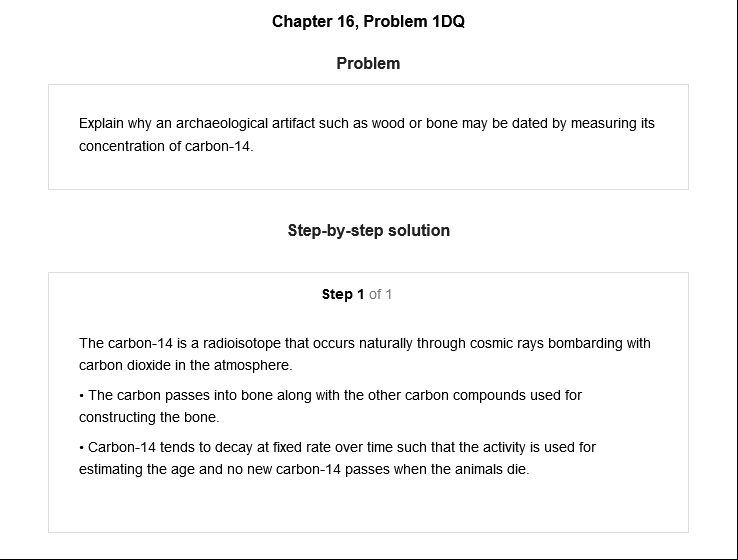 Chapter 16, Problem 1DQ
Problem
Explain why an archaeological artifact such as wood or bone may be dated by measuring its
concentration of carbon-14.
Step-by-step solution
Step 1 of 1
The carbon-14 is a radioisotope that occurs naturally through cosmic rays bombarding with
carbon dioxide in the atmosphere.
• The carbon passes into bone along with the other carbon compounds used for
constructing the bone.
• Carbon-14 tends to decay at fixed rate over time such that the activity is used for
estimating the age and no new carbon-14 passes when the animals die.